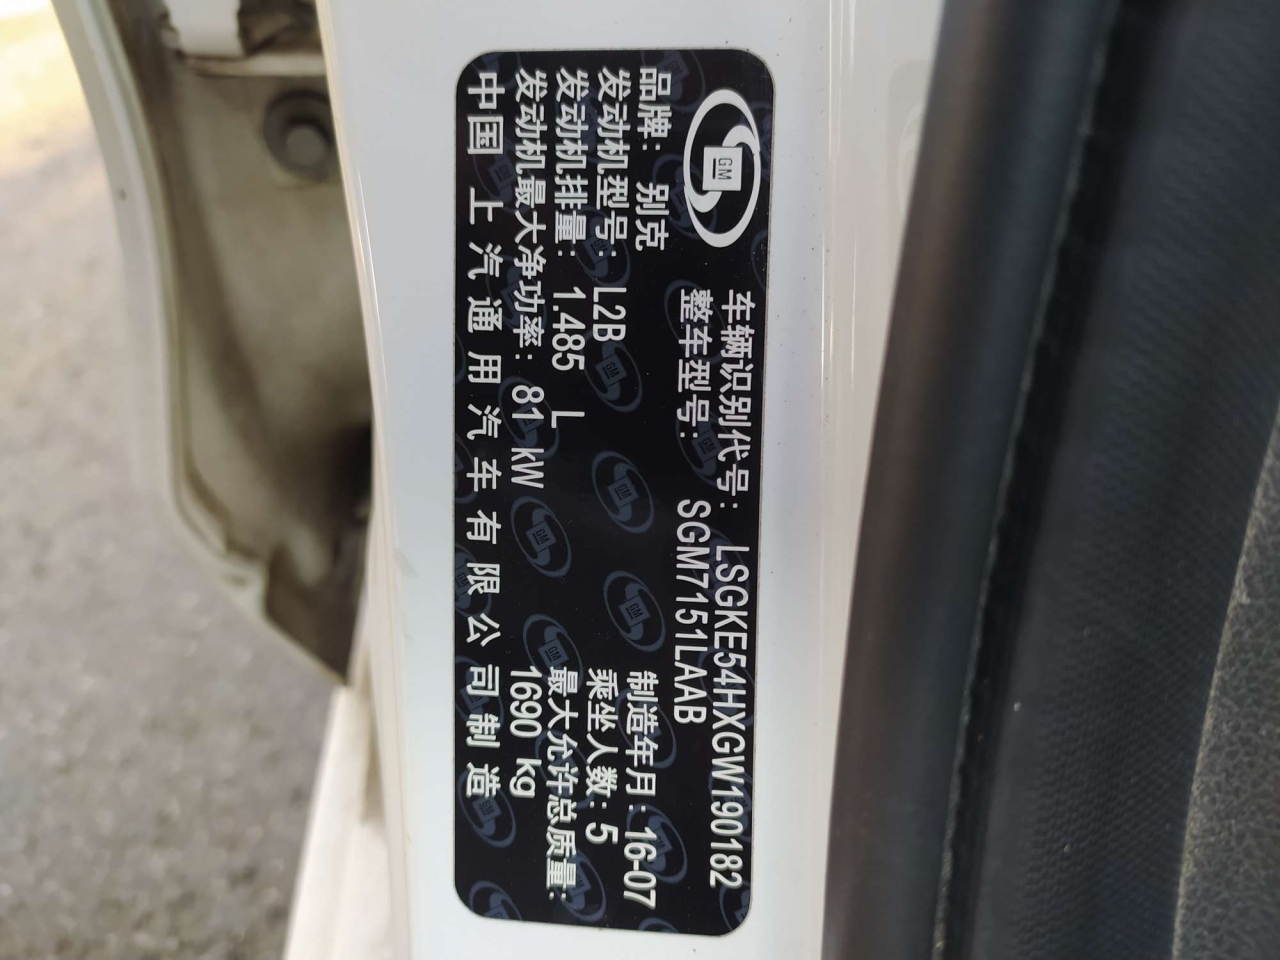 GM
车辆识别代号: LSGKE54HXGW190182
整车型号: SGM7151LAAB
品牌: 别克
发动机型号: L2B 制造年月: 16-07
发动机排量: 1.485 L 乘坐人数: 5
发动机最大净功率: 81 kW 最大允许总质量:
1690 kg
中国 上汽通用汽车有限公司制造